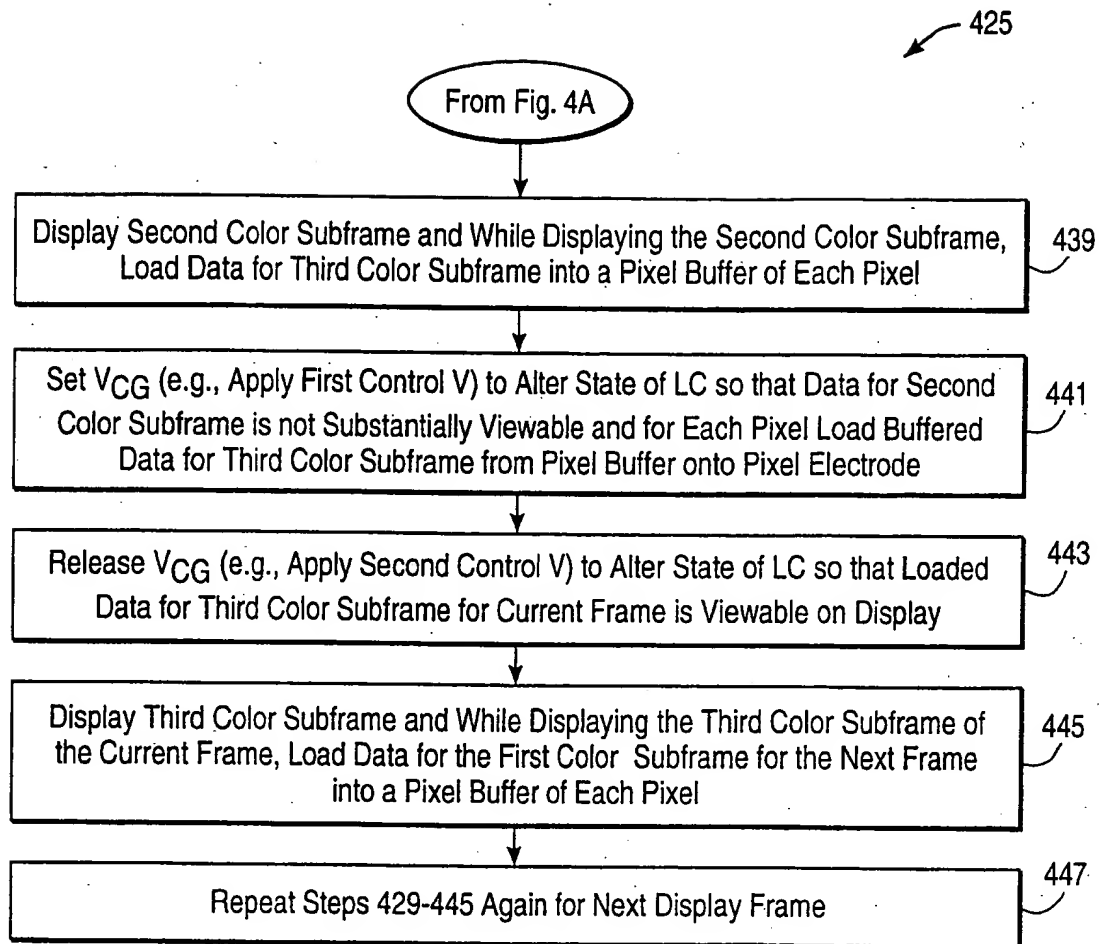 425
From Fig. 4A
Display Second Color Subframe and While Displaying the Second Color Subframe,
Load Data for Third Color Subframe into a Pixel Buffer of Each Pixel
439
Set VCG (e.g., Apply First Control V) to Alter State of LC so that Data for Second
Color Subframe is not Substantially Viewable and for Each Pixel Load Buffered
Data for Third Color Subframe from Pixel Buffer onto Pixel Electrode
441
Release VCG (e.g., Apply Second Control V) to Alter State of LC so that Loaded
Data for Third Color Subframe for Current Frame is Viewable on Display
443
Display Third Color Subframe and While Displaying the Third Color Subframe of
the Current Frame, Load Data for the First Color Subframe for the Next Frame
into a Pixel Buffer of Each Pixel
445
Repeat Steps 429-445 Again for Next Display Frame
447